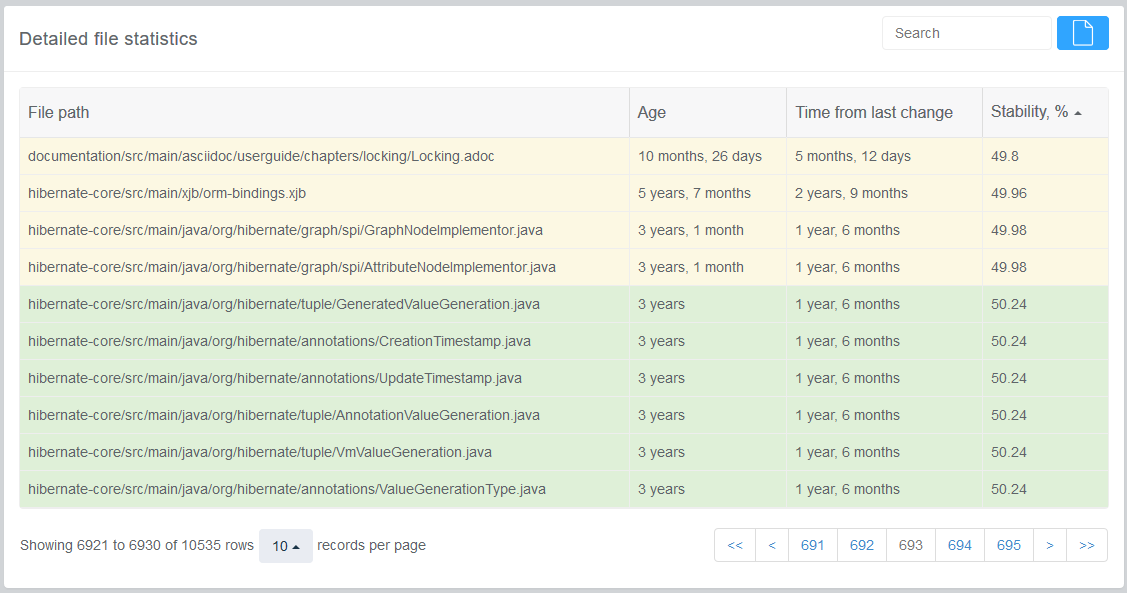 Detailed file statistics
Search
File path Age Time from last change Stability, %
documentation/src/main/asciidoc/userguide/chapters/locking/Locking.adoc 10 months, 26 days 5 months, 12 days 49.8
hibernate-core/src/main/xjb/orm-bindings.xjb 5 years, 7 months 2 years, 9 months 49.96
hibernate-core/src/main/java/org/hibernate/graph/spi/GraphNodeImplementor.java 3 years, 1 month 1 year, 6 months 49.98
hibernate-core/src/main/java/org/hibernate/graph/spi/AttributeNodeImplementor.java 3 years, 1 month 1 year, 6 months 49.98
hibernate-core/src/main/java/org/hibernate/tuple/GeneratedValueGeneration.java 3 years 1 year, 6 months 50.24
hibernate-core/src/main/java/org/hibernate/annotations/CreationTimestamp.java 3 years 1 year, 6 months 50.24
hibernate-core/src/main/java/org/hibernate/annotations/UpdateTimestamp.java 3 years 1 year, 6 months 50.24
hibernate-core/src/main/java/org/hibernate/tuple/AnnotationValueGeneration.java 3 years 1 year, 6 months 50.24
hibernate-core/src/main/java/org/hibernate/tuple/VmValueGeneration.java 3 years 1 year, 6 months 50.24
hibernate-core/src/main/java/org/hibernate/annotations/ValueGenerationType.java 3 years 1 year, 6 months 50.24
Showing 6921 to 6930 of 10535 rows 10 records per page << < 691 692 693 694 695 > >>